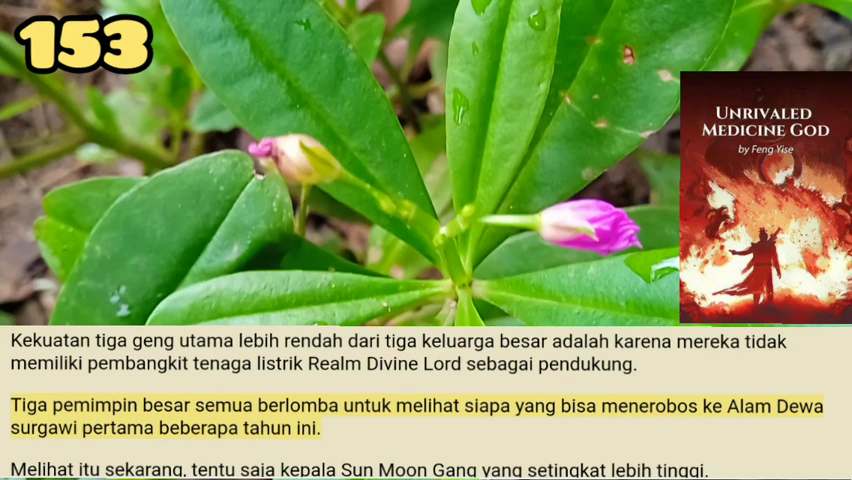 153
UNRIVALED
MEDICINE GOD
by Feng Yise
Kekuatan tiga geng utama lebih rendah dari tiga keluarga besar adalah karena mereka tidak
memiliki pembangkit tenaga listrik Realm Divine Lord sebagai pendukung.
Tiga pemimpin besar semua berlomba untuk melihat siapa yang bisa menerobos ke Alam Dewa
surgawi pertama beberapa tahun ini.
Melihat itu sekarang, tentu saja kepala Sun Moon Gang yang setingkat lebih tinggi.